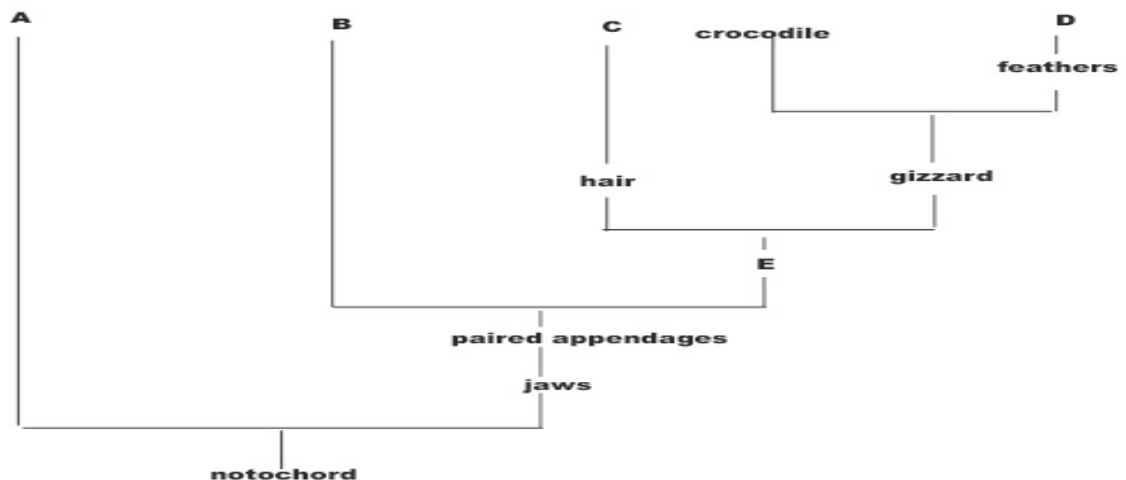 A
B
C
crocodile
D
feathers
hair
gizzard
E
paired appendages
jaws
notochord